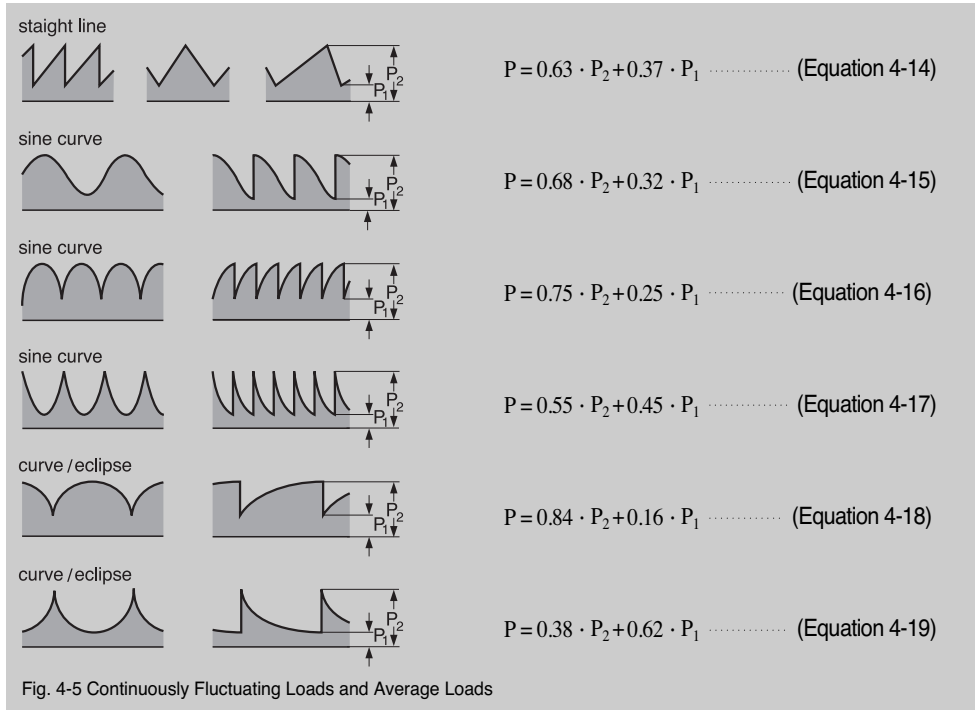 staight line
P₁ P₂
P = 0.63 · P₂+0.37 · P₁ ···················· (Equation 4-14)
sine curve
P₁ P₂
P = 0.68 · P₂+0.32 · P₁ ···················· (Equation 4-15)
sine curve
P₁ P₂
P = 0.75 · P₂+0.25 · P₁ ·················· (Equation 4-16)
sine curve
P₁ P₂
P = 0.55 · P₂+0.45 · P₁ ···················· (Equation 4-17)
curve / eclipse
P₁ P₂
P = 0.84 · P₂+0.16 · P₁ ·················· (Equation 4-18)
curve / eclipse
P₁ P₂
P = 0.38 · P₂+0.62 · P₁ ···················· (Equation 4-19)
Fig. 4-5 Continuously Fluctuating Loads and Average Loads